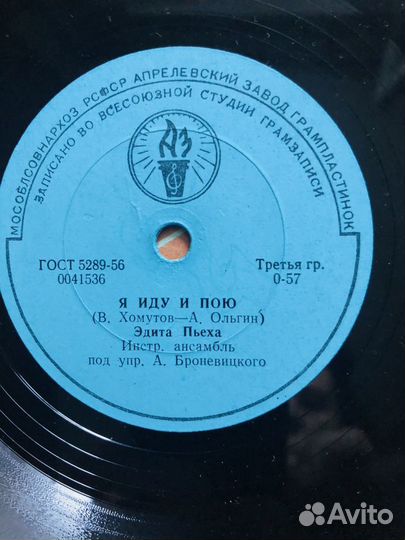 МОСОБЛСОВНАРХОЗ РСФСР АПРЕЛЕВСКИЙ ЗАВОД ГРАМПЛАСТИНОК
ЗАПИСАНО ВО ВСЕСОЮЗНОЙ СТУДИИ ГРАМЗАПИСИ
АЗ
ГОСТ 5289-56
0041536
Третья гр.
0-57
Я ИДУ И ПОЮ
(В. Хомутов—А. Ольгин)
Эдита Пьеха
Инстр. ансамбль
под упр. А. Броневицкого
Avito